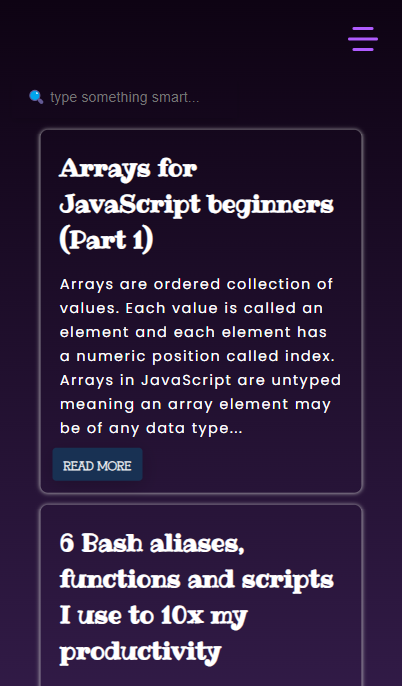 type something smart...
Arrays for
JavaScript beginners
(Part 1)
Arrays are ordered collection of
values. Each value is called an
element and each element has
a numeric position called index.
Arrays in JavaScript are untyped
meaning an array element may
be of any data type...
READ MORE
6 Bash aliases,
functions and scripts
I use to 10x my
productivity